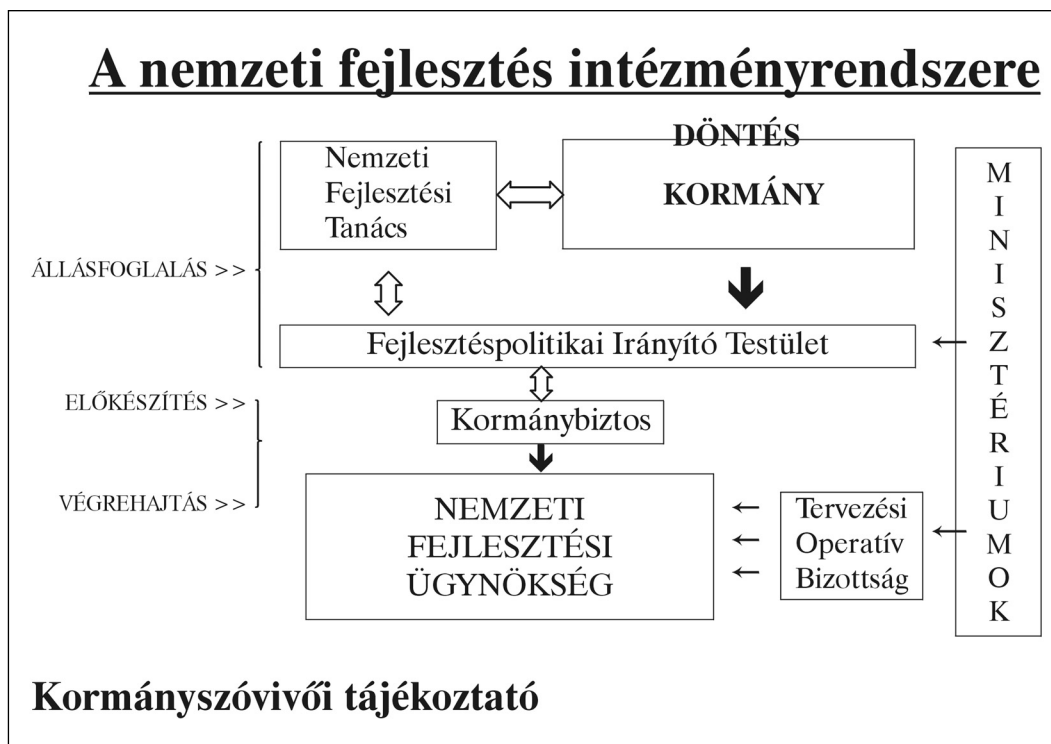 A nemzeti fejlesztés intézményrendszere
DÖNTÉS
Nemzeti
Fejlesztési
Tanács
KORMÁNY
ÁLLÁSFOGLALÁS >>
Fejlesztéspolitikai Irányító Testület
ELŐKÉSZÍTÉS >>
Kormánybiztos
VÉGREHAJTÁS >>
NEMZETI
FEJLESZTÉSI
ÜGYNÖKSÉG
Tervezési
Operatív
Bizottság
M
I
N
I
S
Z
T
É
R
I
U
M
O
K
Kormányszóvivői tájékoztató